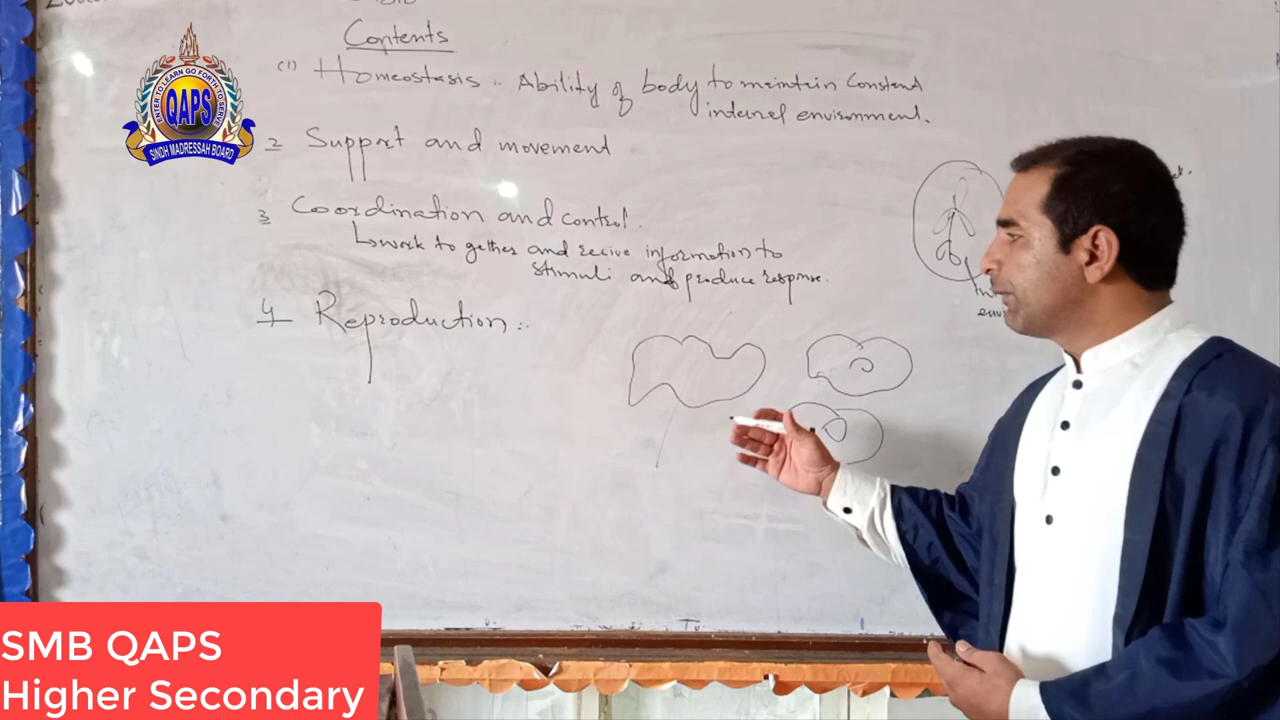 Contents
(1) Homeostasis :. Ability of body to maintain Constant
internal environment.
2 Support and movement
3 Coordination and Control.
↳ work to gether and recive information to
stimuli and produce response.
4 Reproduction :.
ENTER TO LEARN GO FORTH TO SERVE
QAPS
SINDH MADRESSAH BOARD
SMB QAPS
Higher Secondary